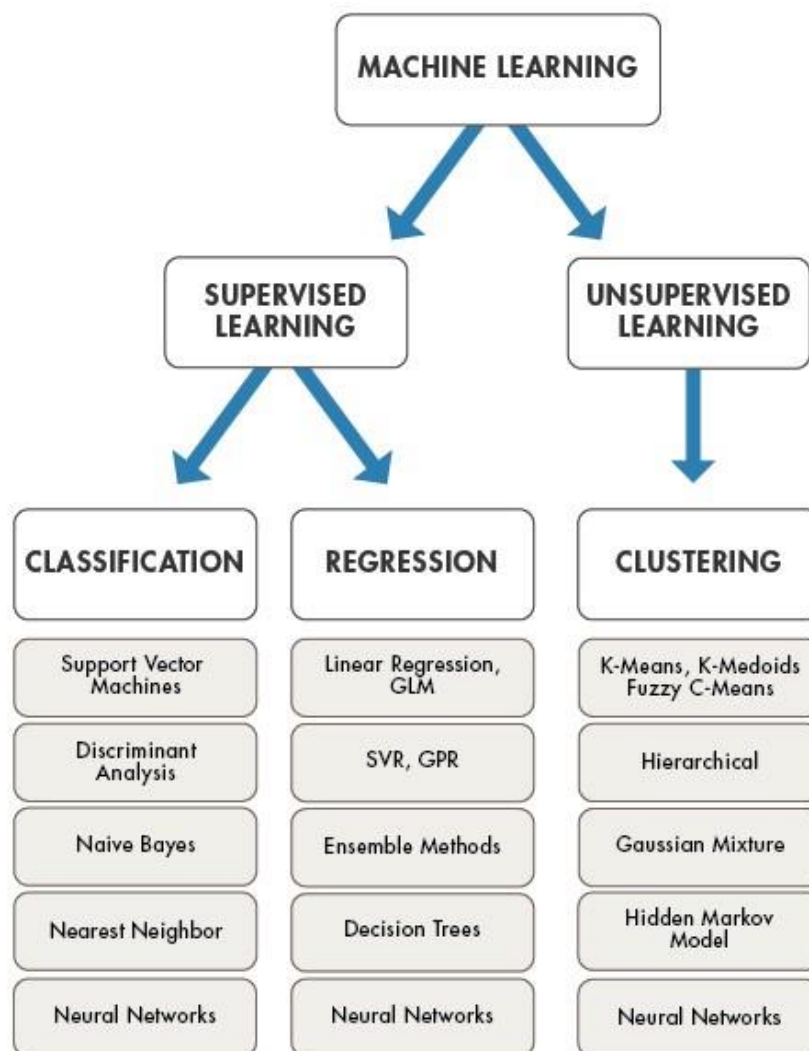 MACHINE LEARNING
SUPERVISED
LEARNING
UNSUPERVISED
LEARNING
CLASSIFICATION
REGRESSION
CLUSTERING
Support Vector
Machines
Discriminant
Analysis
Naive Bayes
Nearest Neighbor
Neural Networks
Linear Regression,
GLM
SVR, GPR
Ensemble Methods
Decision Trees
Neural Networks
K-Means, K-Medoids
Fuzzy C-Means
Hierarchical
Gaussian Mixture
Hidden Markov
Model
Neural Networks